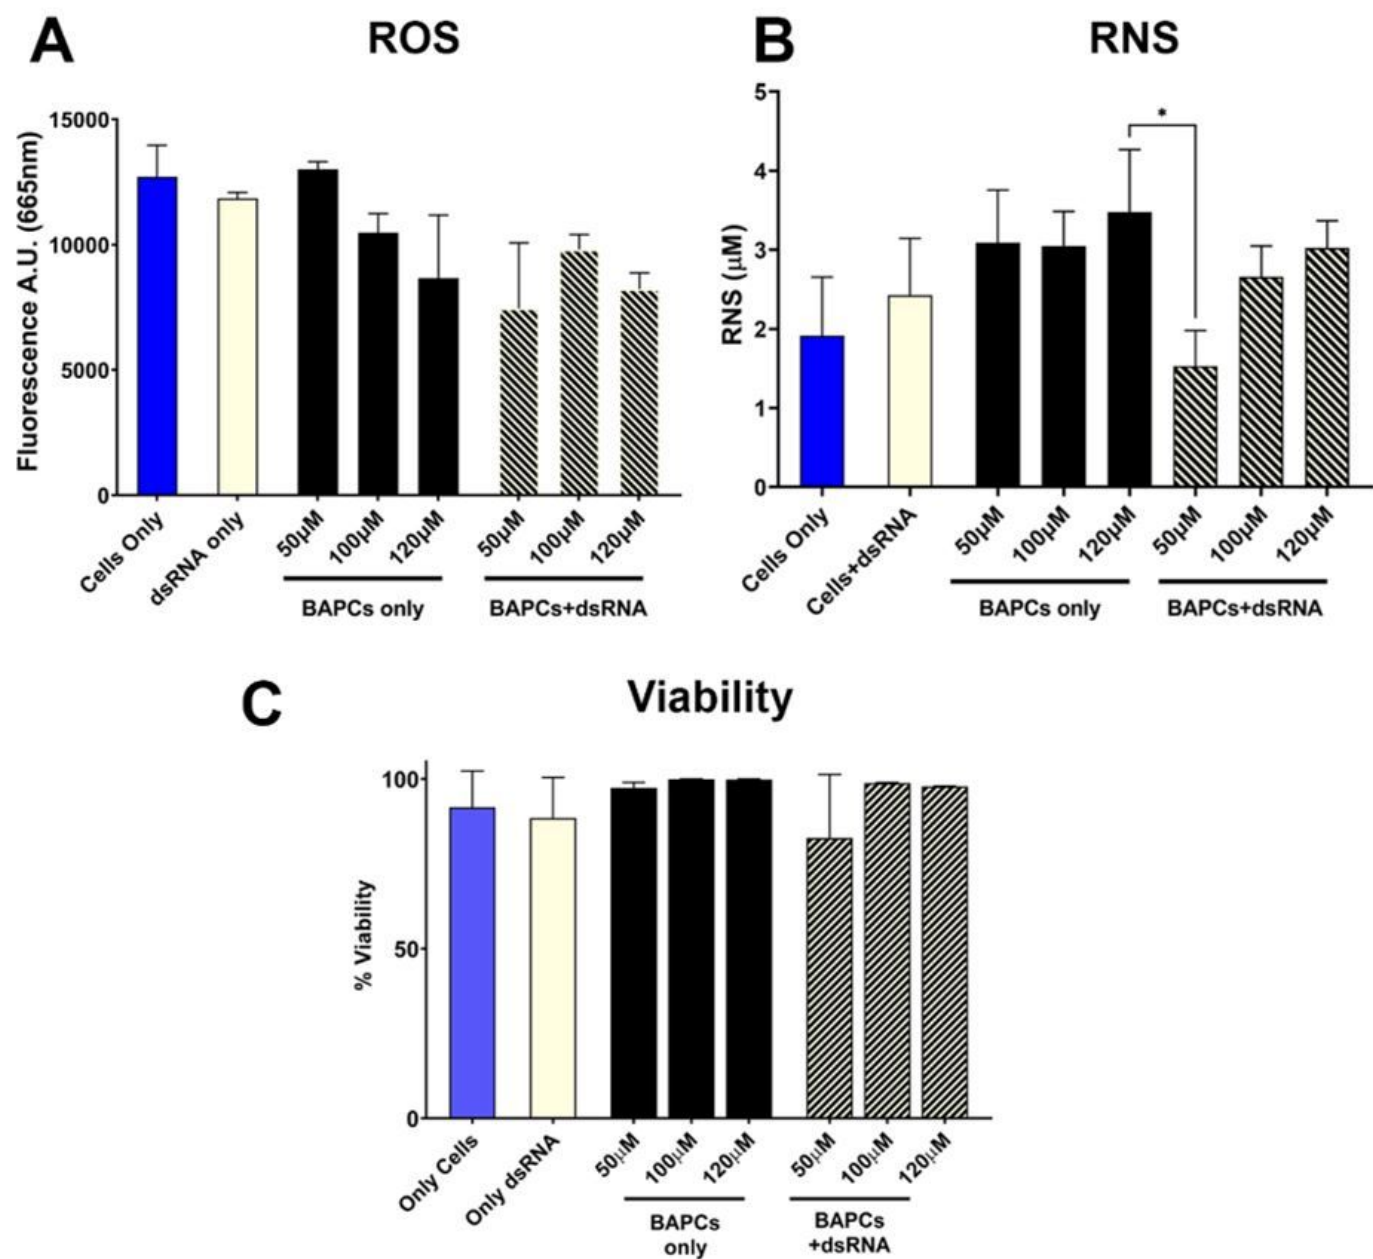 A
ROS
Fluorescence A.U. (665nm)
15000
10000
5000
0
Cells Only
dsRNA only
50µM
100µM
120µM
50µM
100µM
120µM
BAPCs only
BAPCs+dsRNA
B
RNS
RNS (µM)
5
4
3
2
1
0
*
Cells Only
Cells+dsRNA
50µM
100µM
120µM
50µM
100µM
120µM
BAPCs only
BAPCs+dsRNA
C
Viability
% Viability
100
50
0
Only Cells
Only dsRNA
50µM
100µM
120µM
50µM
100µM
120µM
BAPCs
only
BAPCs
+dsRNA